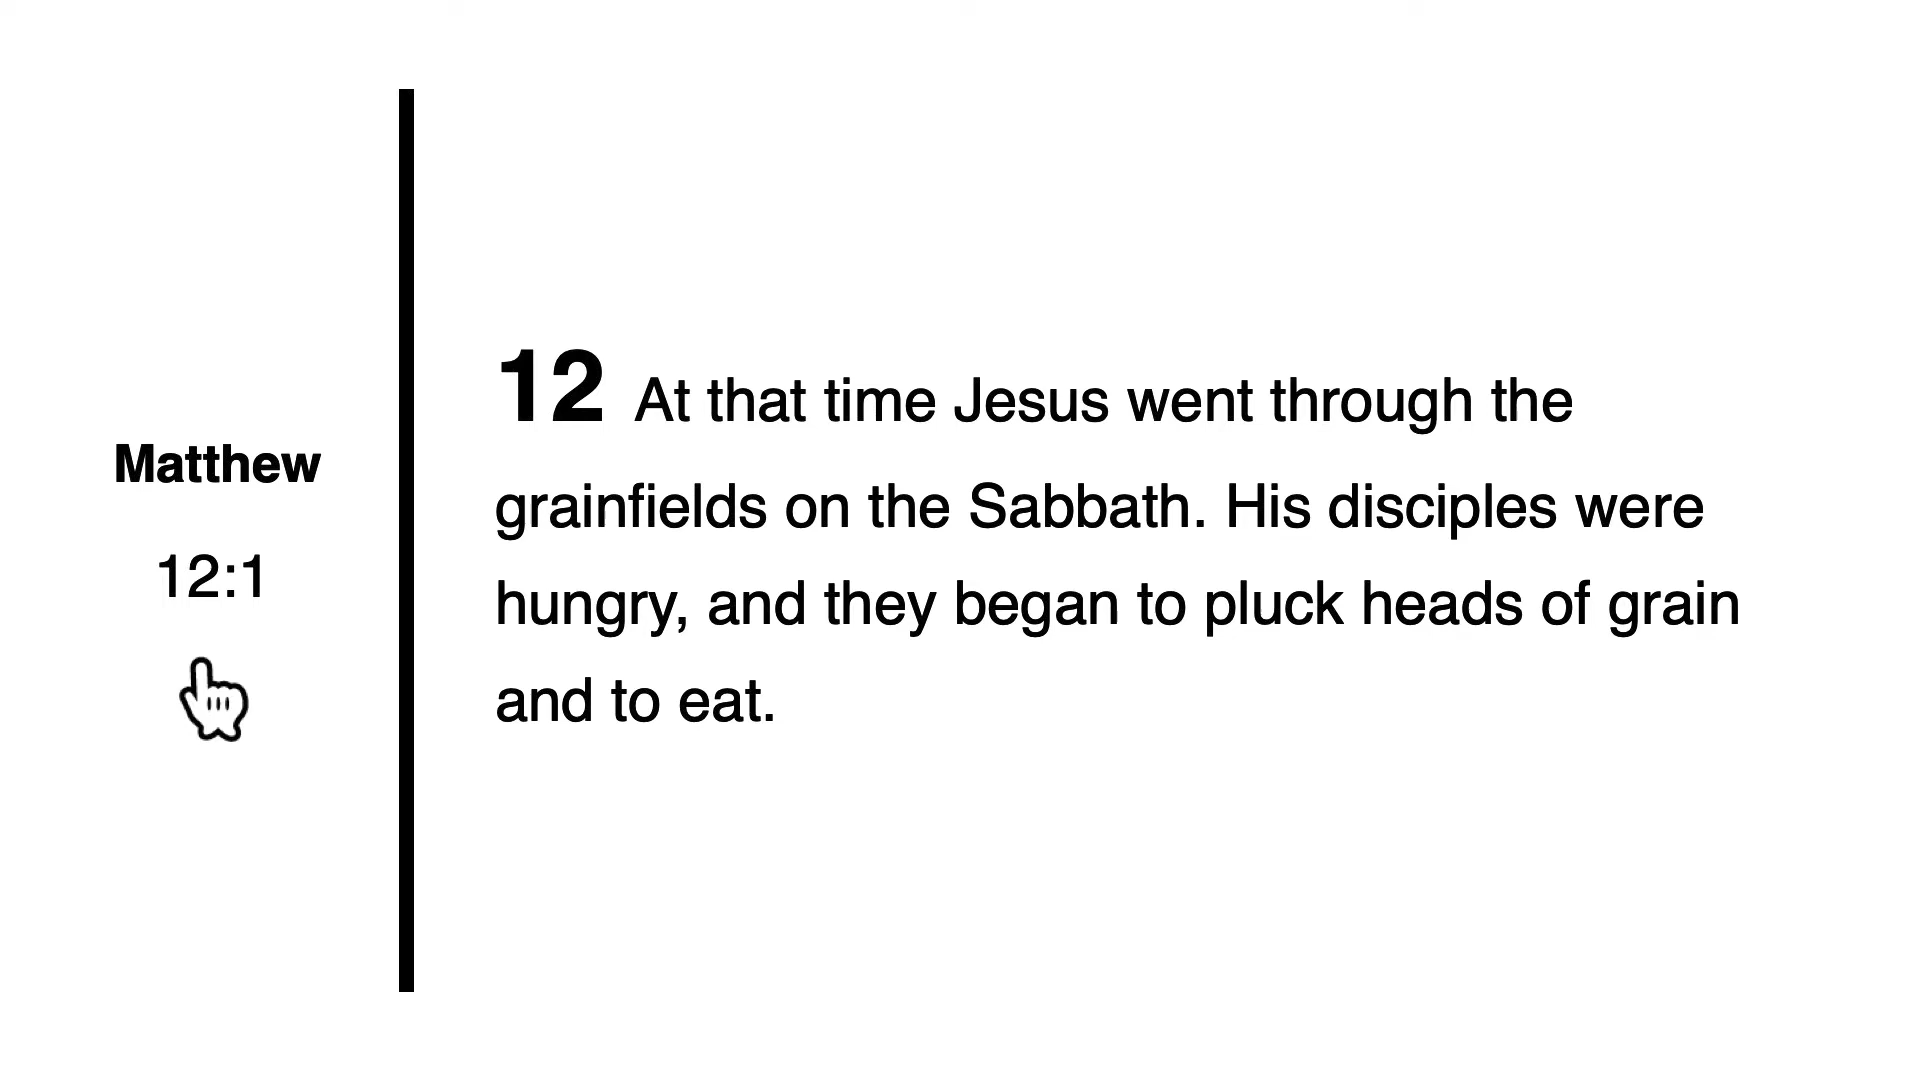 Matthew
12:1
12 At that time Jesus went through the
grainfields on the Sabbath. His disciples were
hungry, and they began to pluck heads of grain
and to eat.